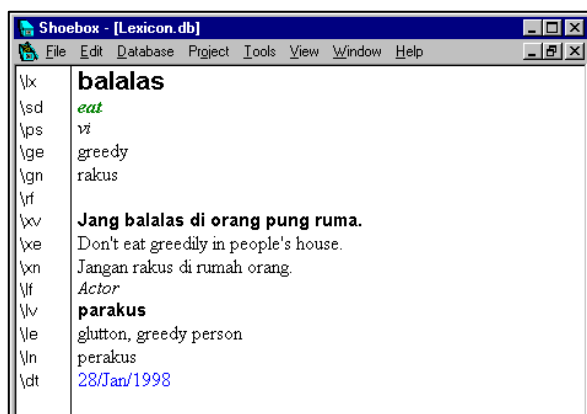 Shoebox - [Lexicon.db]
File Edit Database Project Tools View Window Help
\lx balalas
\sd eat
\ps vi
\ge greedy
\gn rakus
\rf
\xv Jang balalas di orang pung ruma.
\xe Don't eat greedily in people's house.
\xn Jangan rakus di rumah orang.
\lf Actor
\lv parakus
\le glutton, greedy person
\ln perakus
\dt 28/Jan/1998